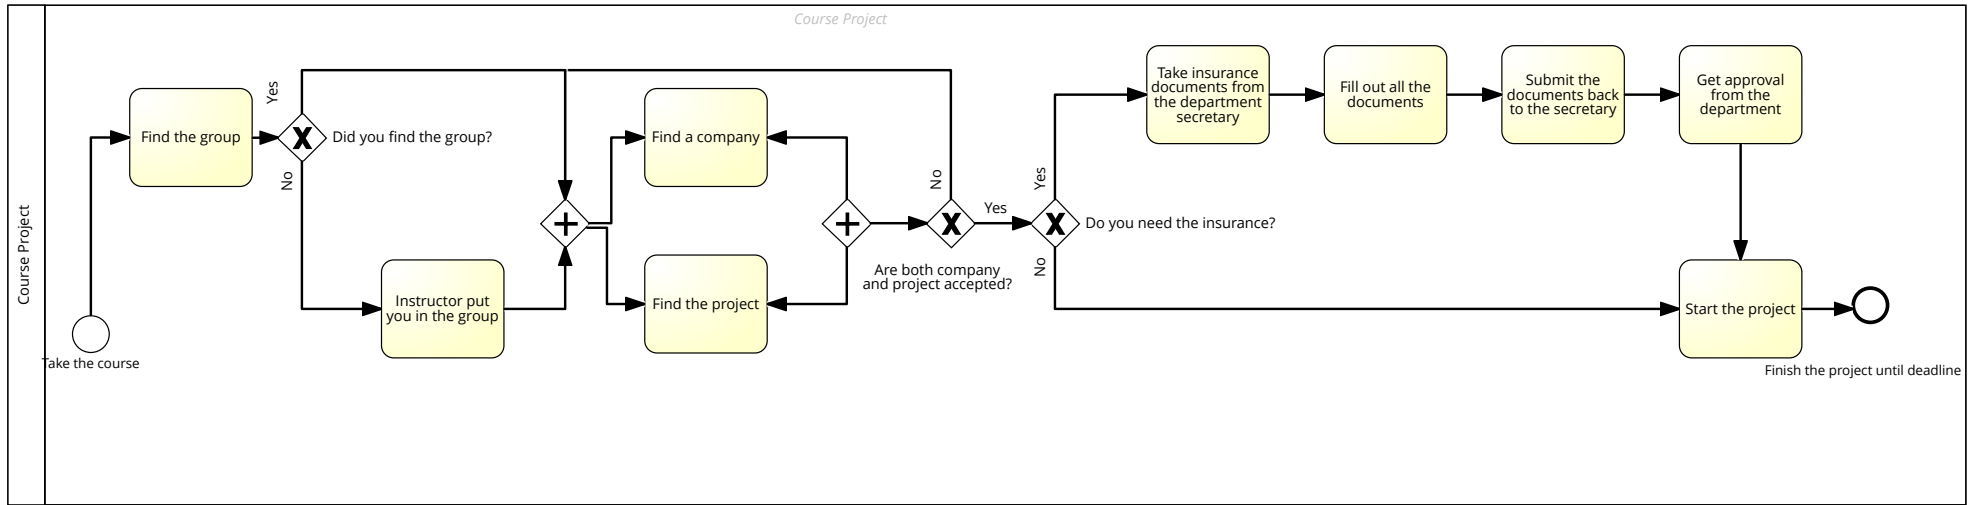 Course Project
Course Project
Take the course
Find the group
Yes
No
Did you find the group?
Instructor put
you in the group
Find a company
Find the project
No
Yes
Are both company
and project accepted?
Yes
No
Do you need the insurance?
Take insurance
documents from
the department
secretary
Fill out all the
documents
Submit the
documents back
to the secretary
Get approval
from the
department
Start the project
Finish the project until deadline